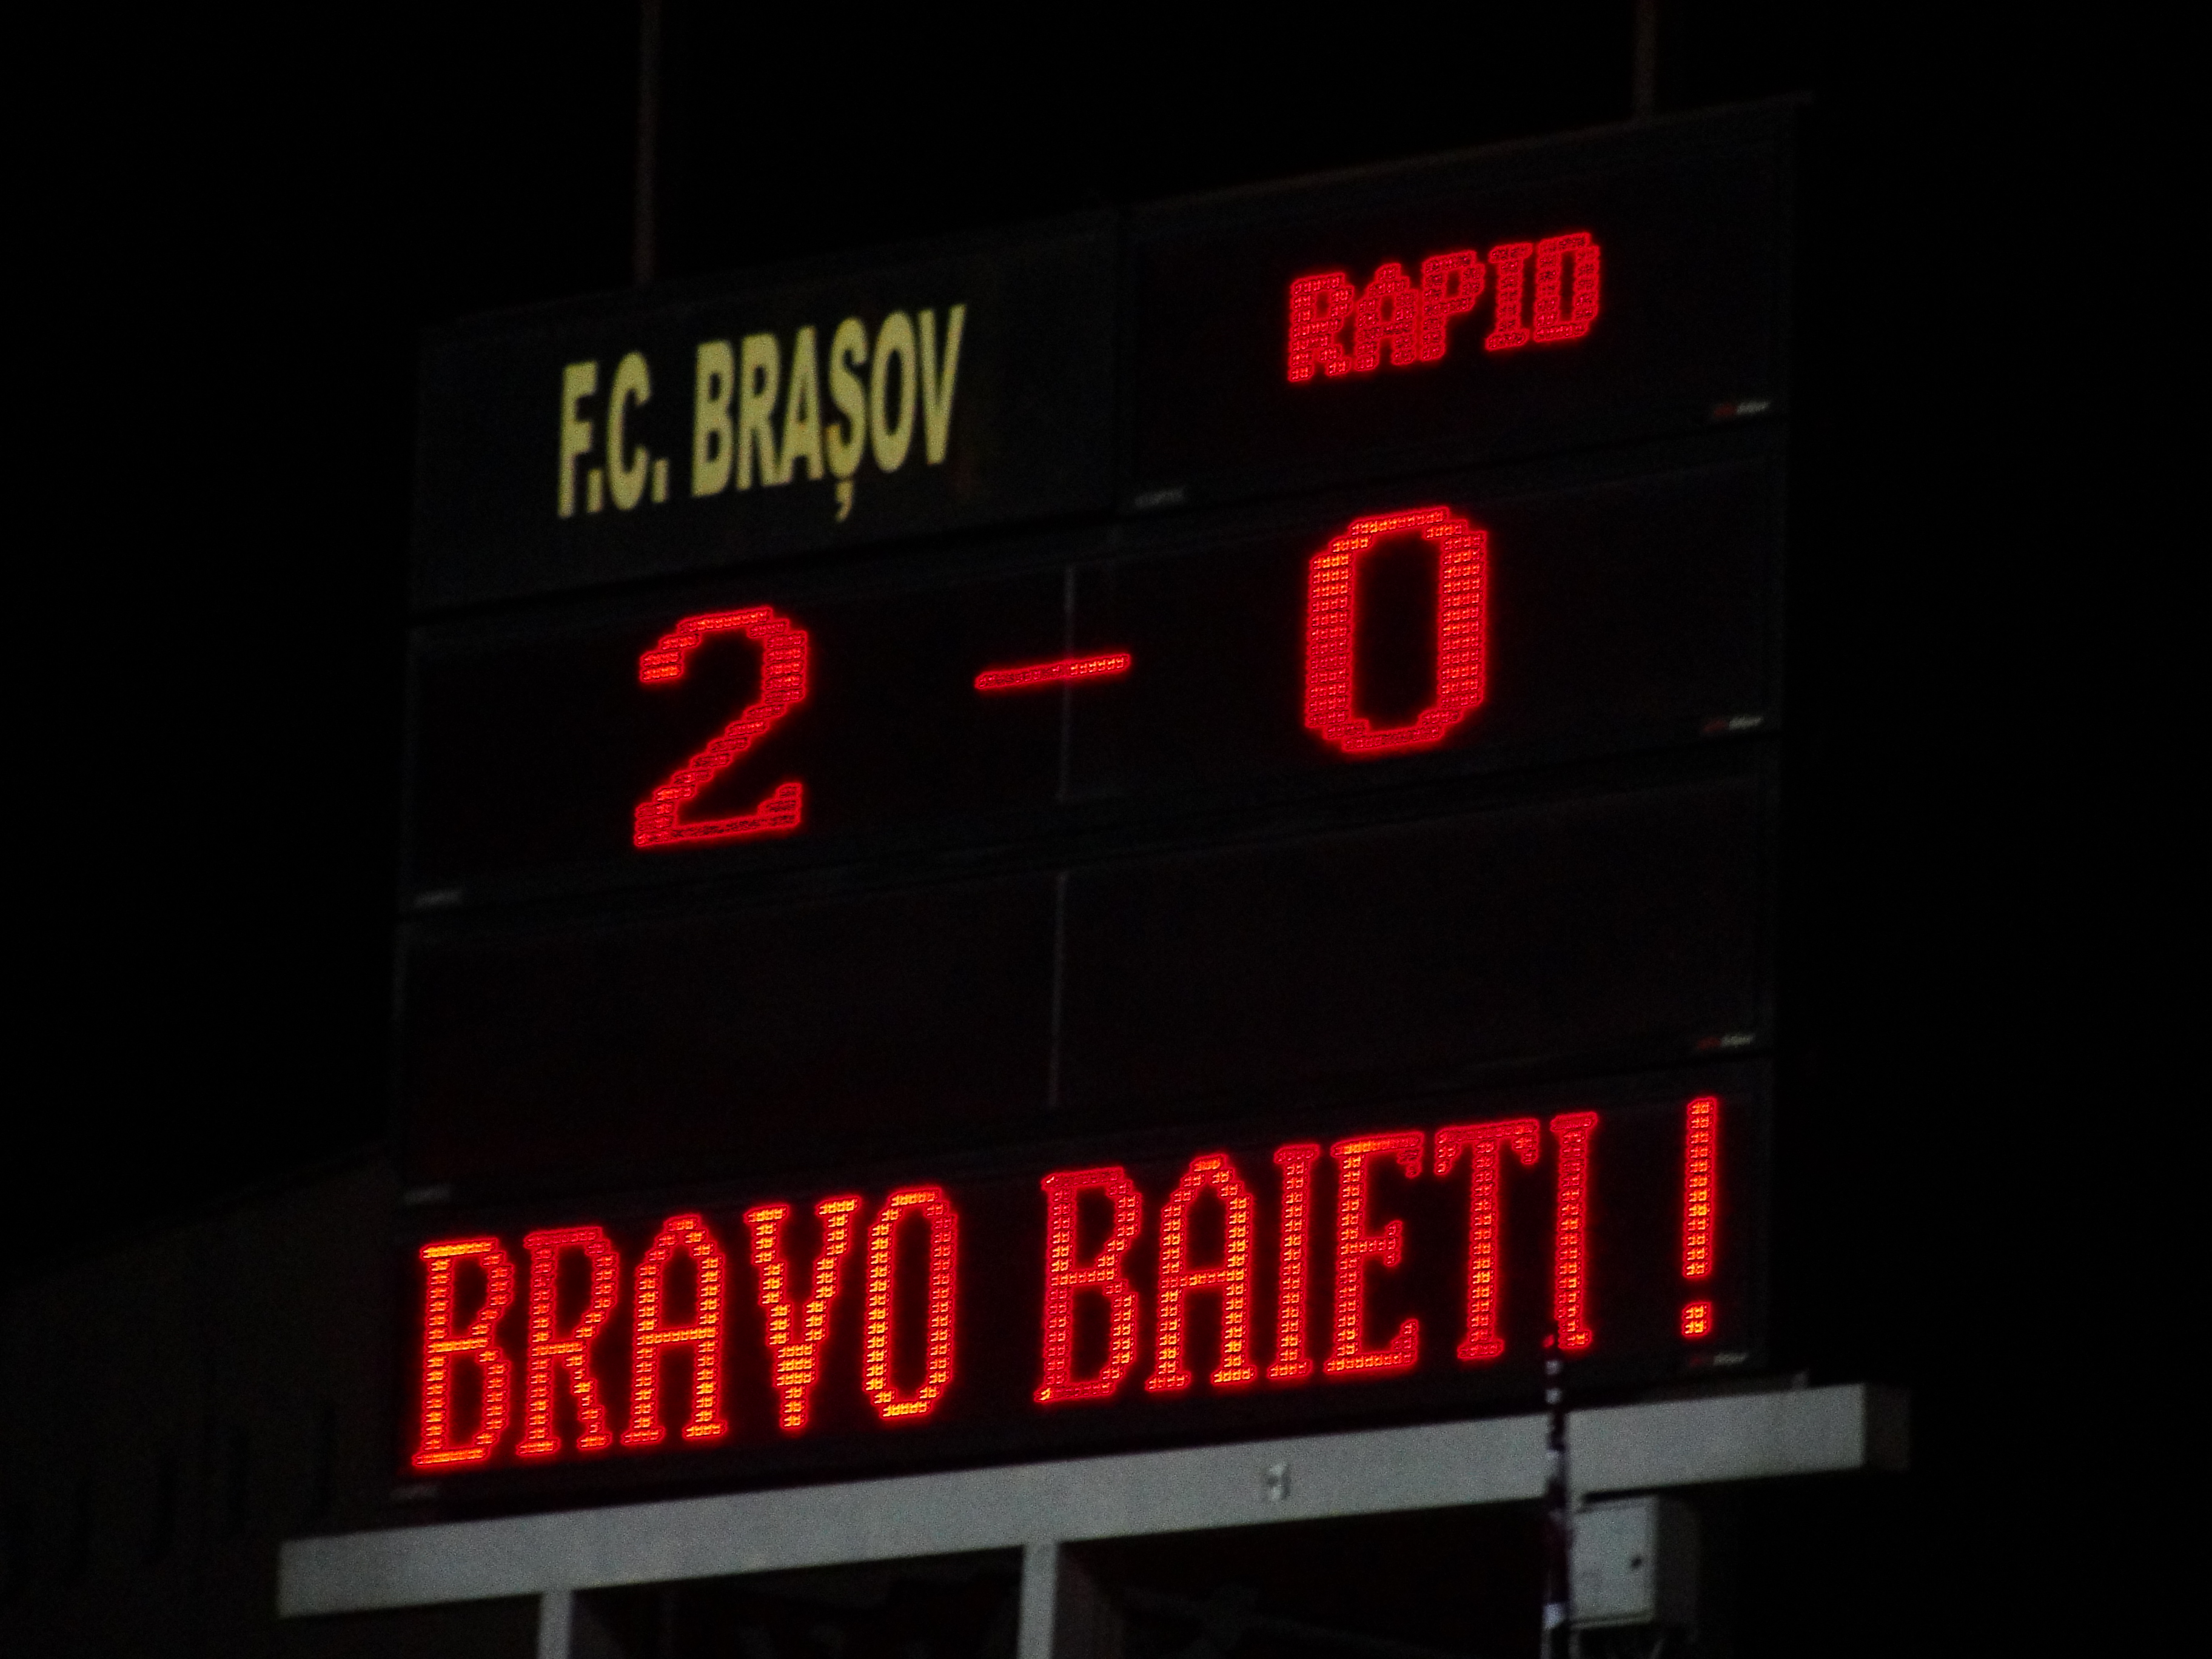 F.C. BRAȘOV RAPID
2 - 0
BRAVO BAIETI !